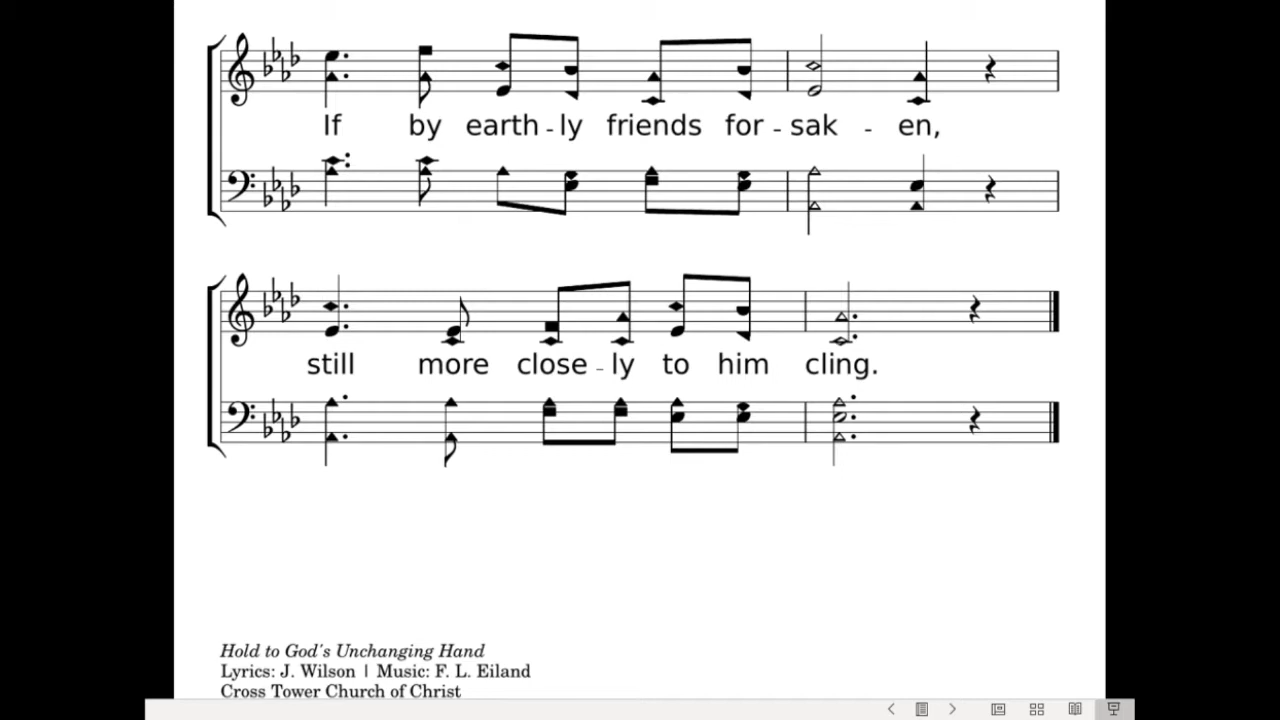 If by earth - ly friends for - sak - en,
still more close - ly to him cling.
Hold to God's Unchanging Hand
Lyrics: J. Wilson | Music: F. L. Eiland
Cross Tower Church of Christ